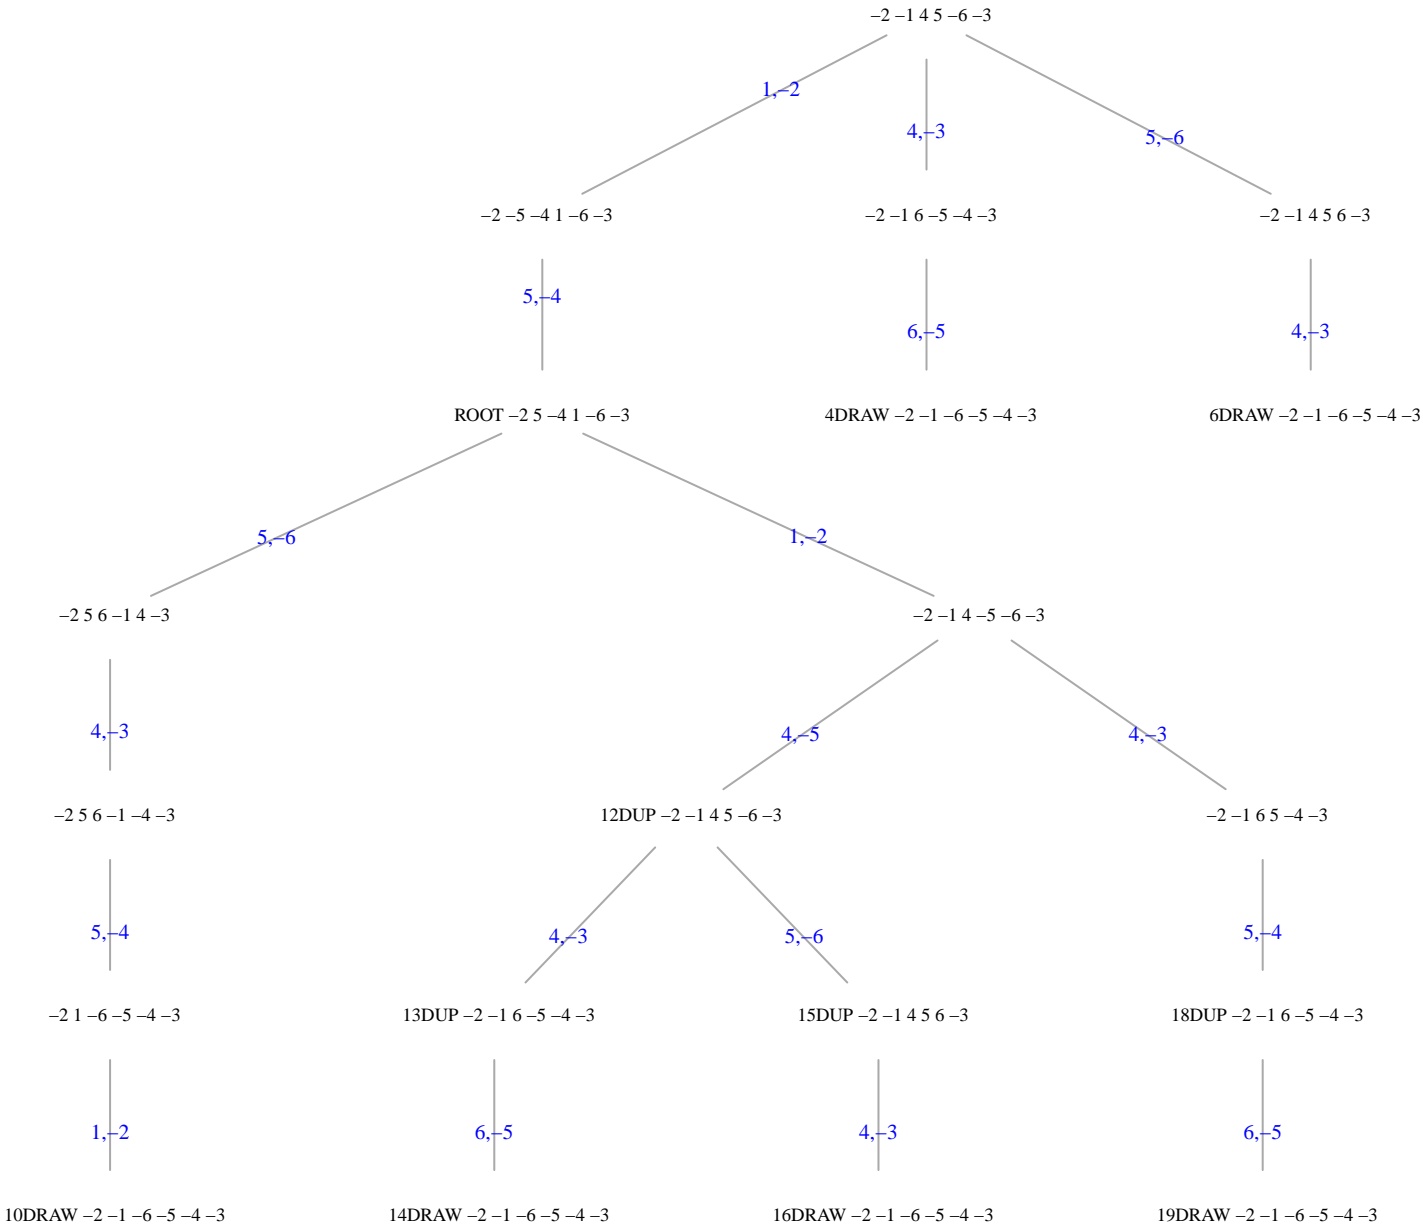 –2 –1 4 5 –6 –3
1,–2
4,–3
5,–6
–2 –5 –4 1 –6 –3
–2 –1 6 –5 –4 –3
–2 –1 4 5 6 –3
5,–4
6,–5
4,–3
ROOT –2 5 –4 1 –6 –3
4DRAW –2 –1 –6 –5 –4 –3
6DRAW –2 –1 –6 –5 –4 –3
5,–6
1,–2
–2 5 6 –1 4 –3
–2 –1 4 –5 –6 –3
4,–3
4,–5
4,–3
–2 5 6 –1 –4 –3
12DUP –2 –1 4 5 –6 –3
–2 –1 6 5 –4 –3
5,–4
4,–3
5,–6
5,–4
–2 1 –6 –5 –4 –3
13DUP –2 –1 6 –5 –4 –3
15DUP –2 –1 4 5 6 –3
18DUP –2 –1 6 –5 –4 –3
1,–2
6,–5
4,–3
6,–5
10DRAW –2 –1 –6 –5 –4 –3
14DRAW –2 –1 –6 –5 –4 –3
16DRAW –2 –1 –6 –5 –4 –3
19DRAW –2 –1 –6 –5 –4 –3